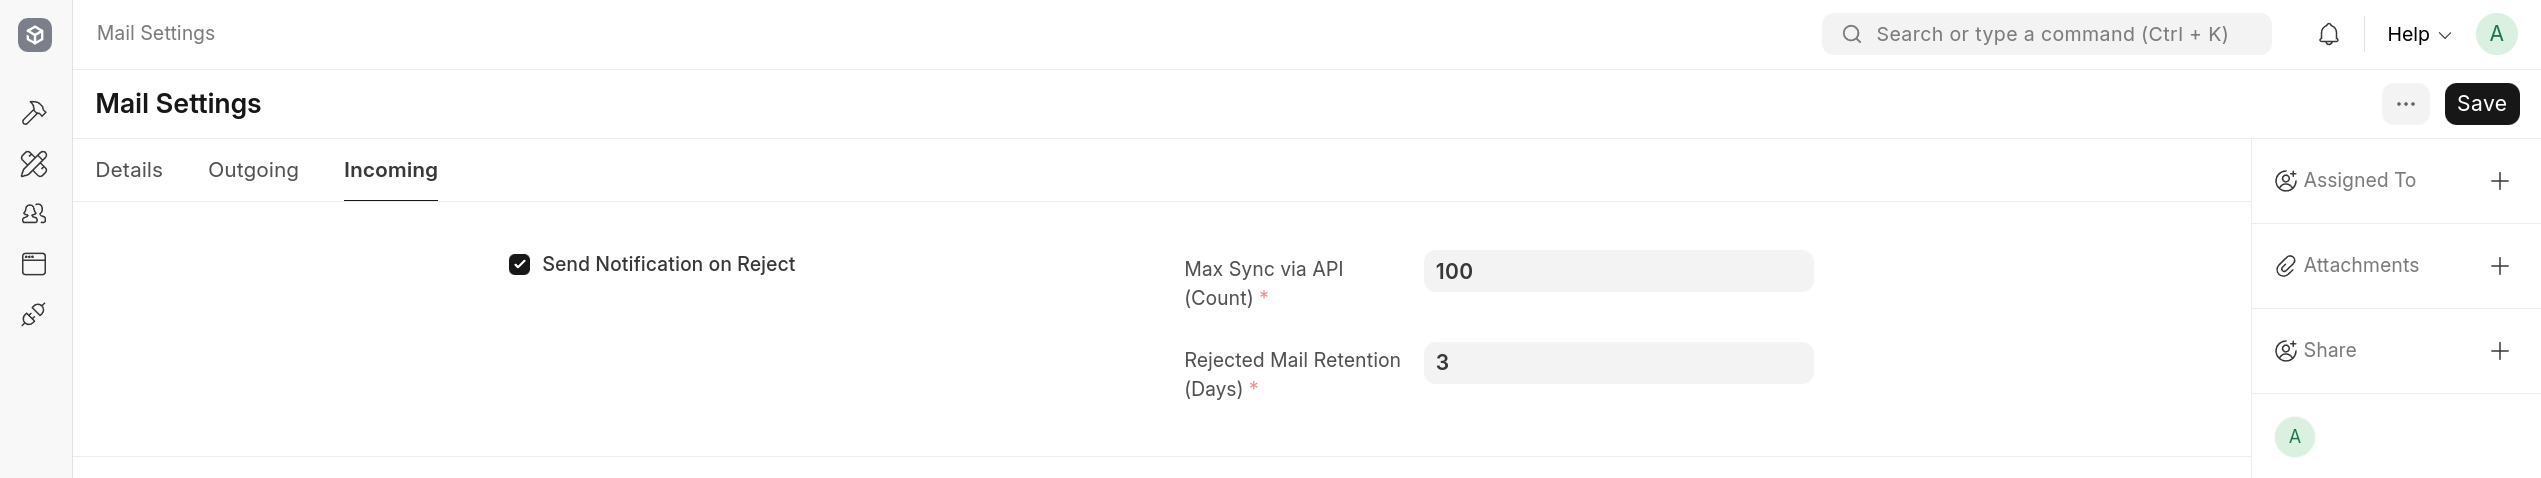 Mail Settings
Search or type a command (Ctrl + K)
Help
A
Mail Settings
Save
Details
Outgoing
Incoming
Send Notification on Reject
Max Sync via API
(Count) *
100
Rejected Mail Retention
(Days) *
3
Assigned To
Attachments
Share
A